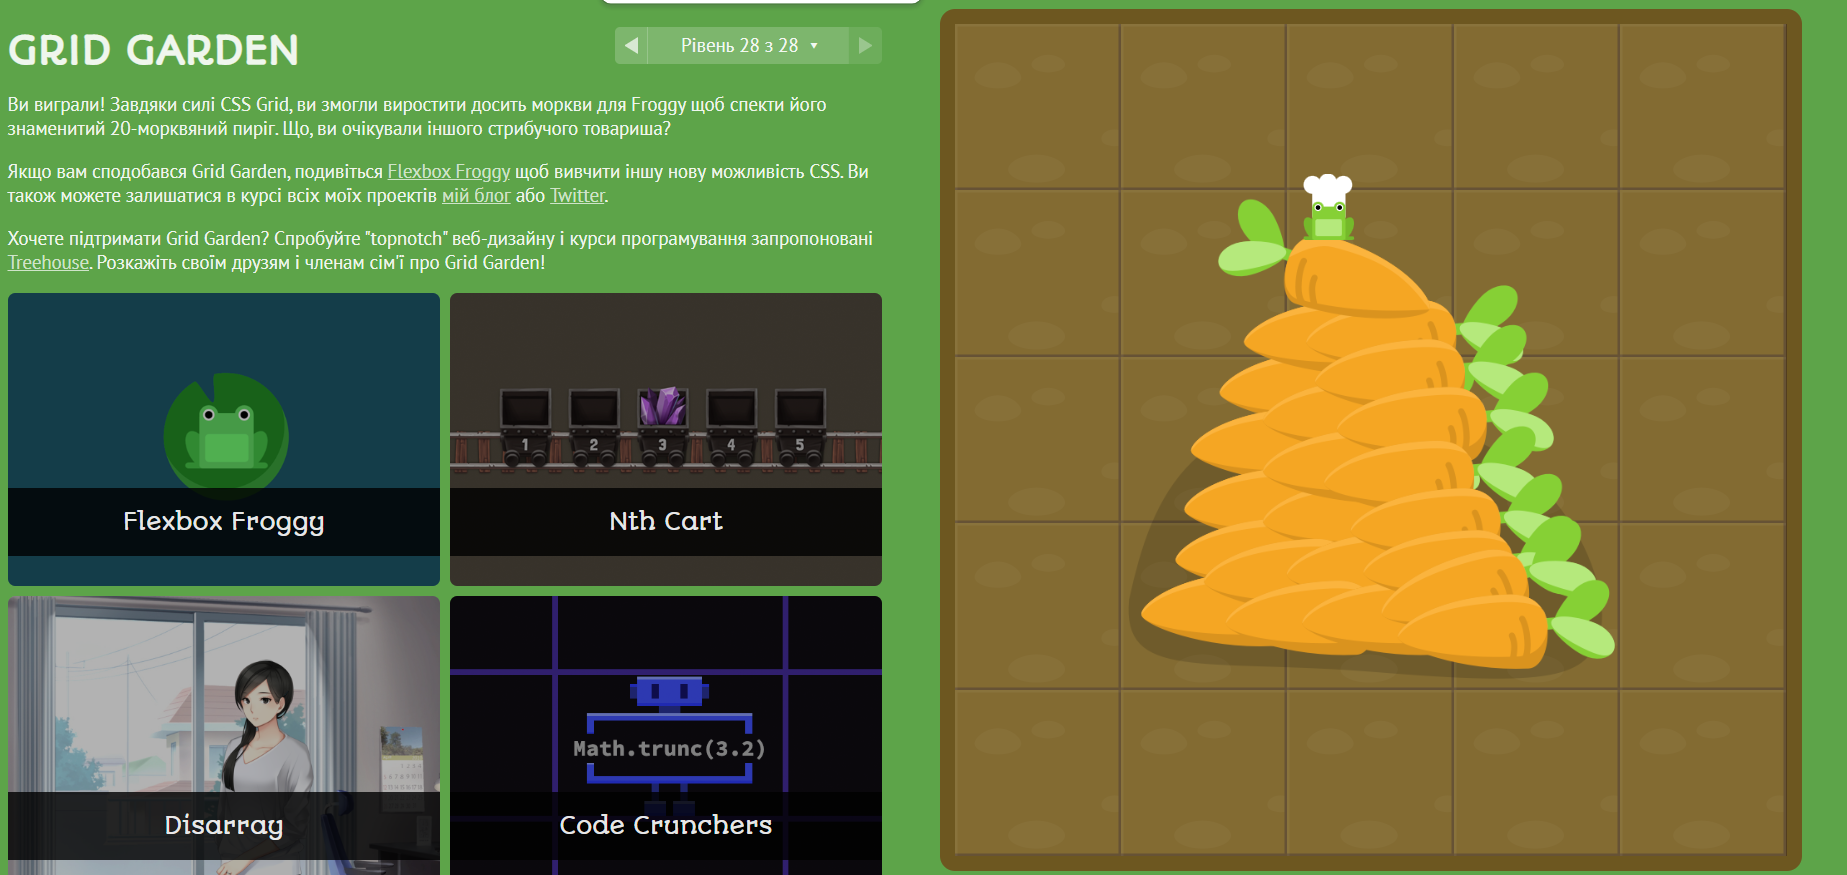 GRID GARDEN
Рівень 28 з 28
Ви виграли! Завдяки силі CSS Grid, ви змогли виростити досить моркви для Froggy щоб спекти його
знаменитий 20-морквяний пиріг. Що, ви очікували іншого стрибучого товариша?
Якщо вам сподобався Grid Garden, подивіться Flexbox Froggy щоб вивчити іншу нову можливість CSS. Ви
також можете залишатися в курсі всіх моїх проектів мій блог або Twitter.
Хочете підтримати Grid Garden? Спробуйте "topnotch" веб-дизайну і курси програмування запропоновані
Treehouse. Розкажіть своїм друзям і членам сім'ї про Grid Garden!
Flexbox Froggy
1 2 3 4 5
Nth Cart
Disarray
Math.trunc(3.2)
Code Crunchers